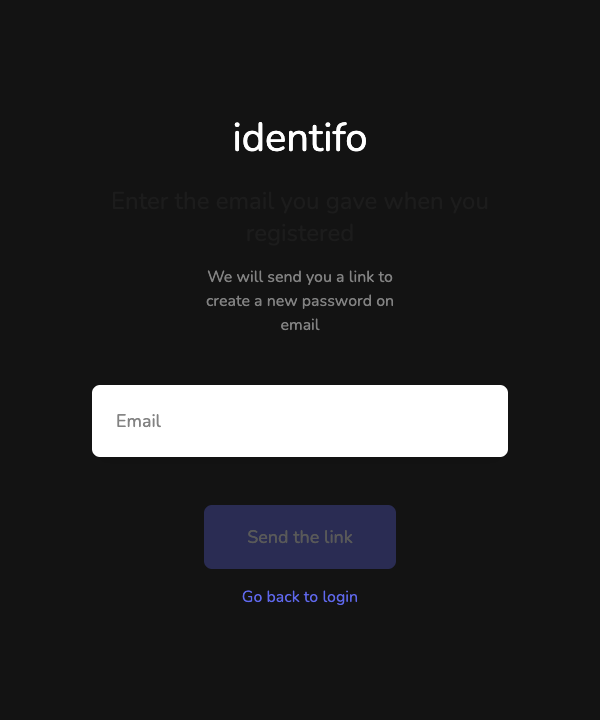 identifo
Enter the email you gave when you
registered
We will send you a link to
create a new password on
email
Email
Send the link
Go back to login